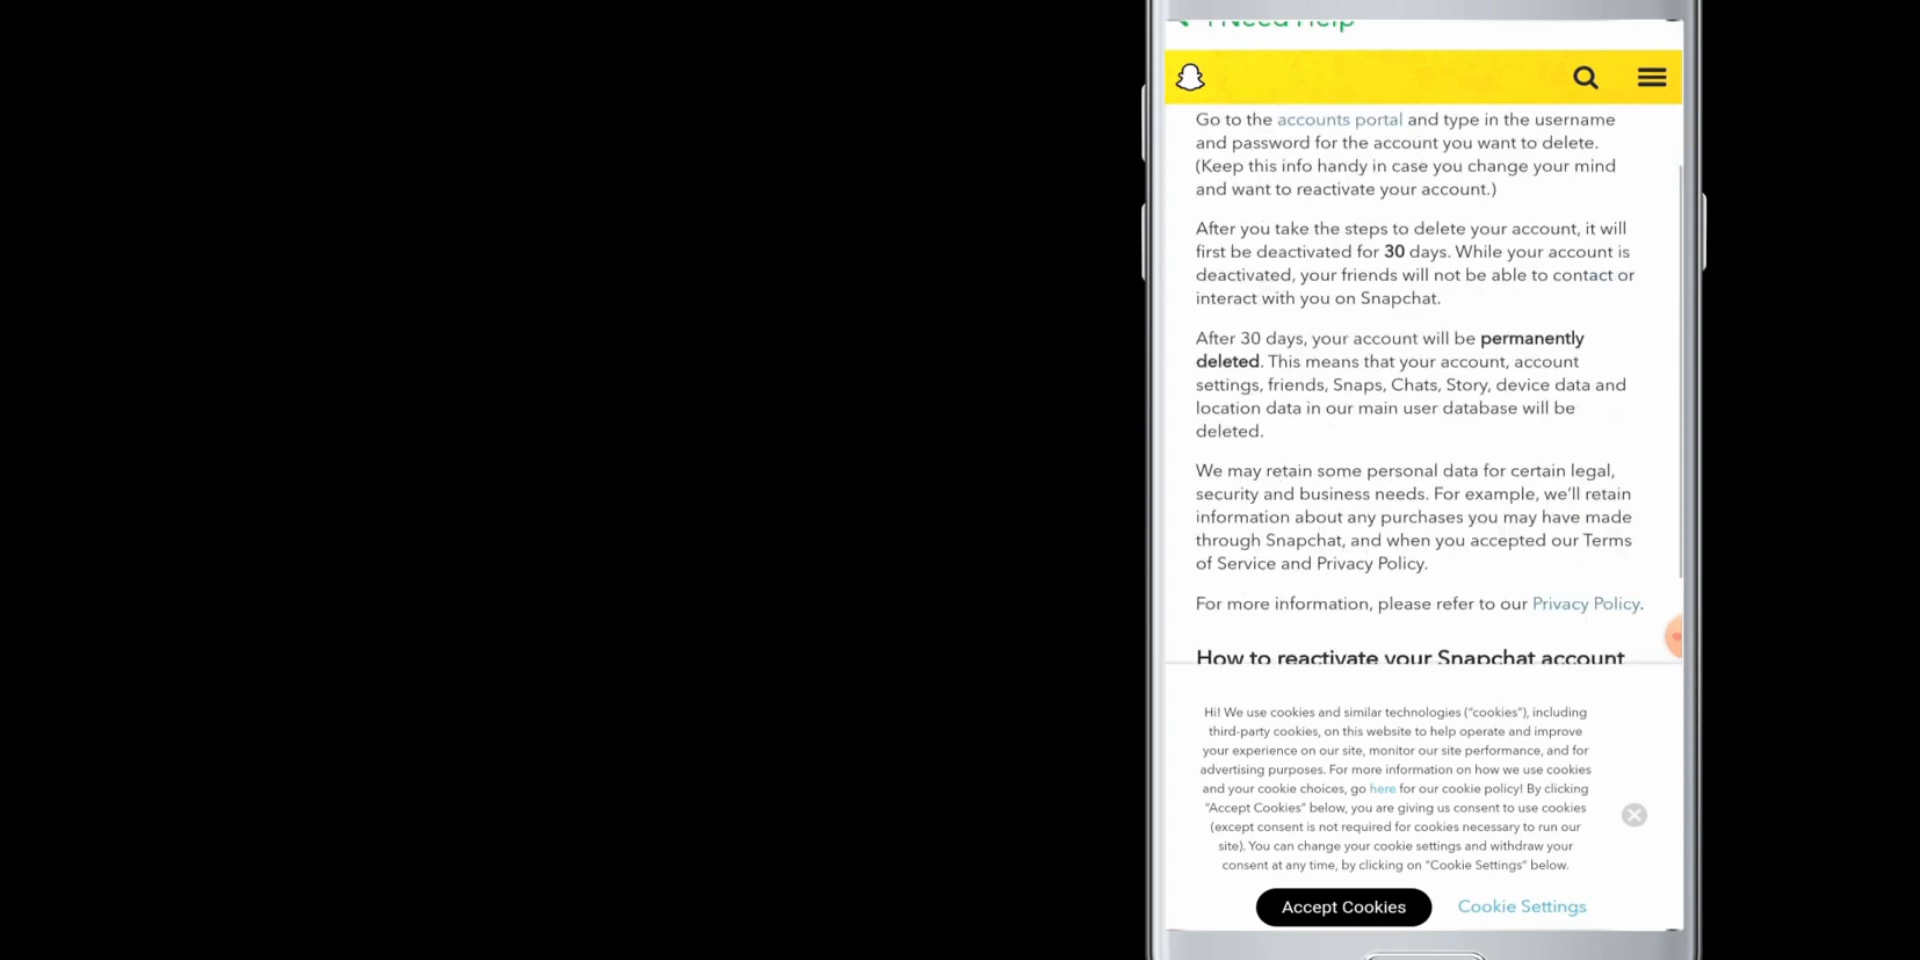 I Need Help
Go to the accounts portal and type in the username
and password for the account you want to delete.
(Keep this info handy in case you change your mind
and want to reactivate your account.)
After you take the steps to delete your account, it will
first be deactivated for 30 days. While your account is
deactivated, your friends will not be able to contact or
interact with you on Snapchat.
After 30 days, your account will be permanently
deleted. This means that your account, account
settings, friends, Snaps, Chats, Story, device data and
location data in our main user database will be
deleted.
We may retain some personal data for certain legal,
security and business needs. For example, we'll retain
information about any purchases you may have made
through Snapchat, and when you accepted our Terms
of Service and Privacy Policy.
For more information, please refer to our Privacy Policy.
How to reactivate your Snapchat account
Hi! We use cookies and similar technologies ("cookies"), including
third-party cookies, on this website to help operate and improve
your experience on our site, monitor our site performance, and for
advertising purposes. For more information on how we use cookies
and your cookie choices, go here for our cookie policy! By clicking
"Accept Cookies" below, you are giving us consent to use cookies
(except consent is not required for cookies necessary to run our
site). You can change your cookie settings and withdraw your
consent at any time, by clicking on "Cookie Settings" below.
Accept Cookies
Cookie Settings